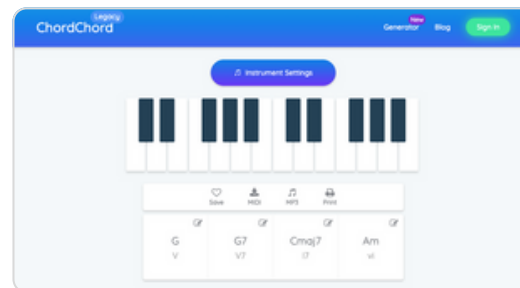 Legacy
ChordChord
New
Generator Blog Sign In
Instrument Settings
Save MIDI MP3 Print
G G7 Cmaj7 Am
V V7 I7 vi